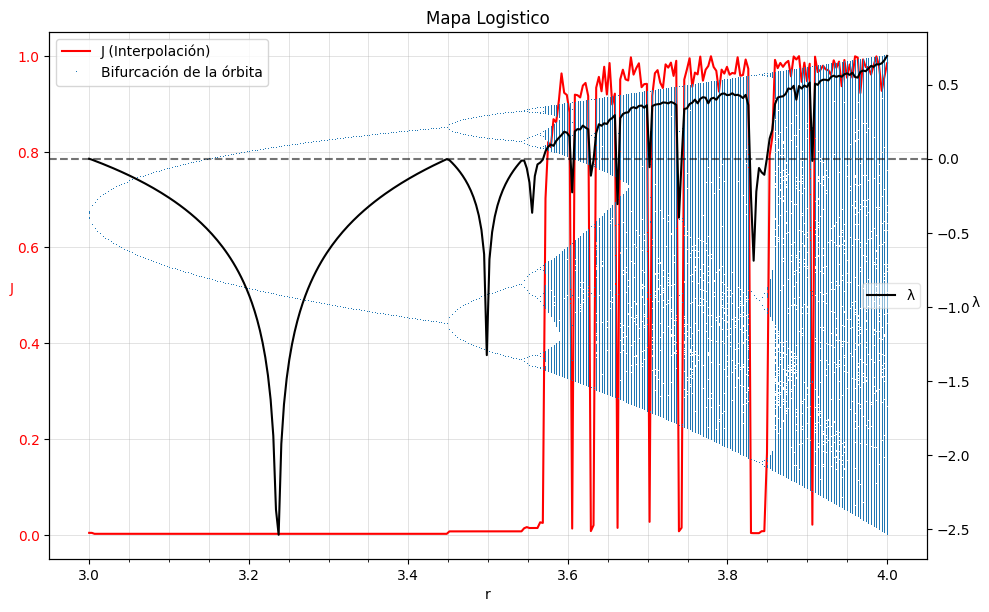 Mapa Logistico
J (Interpolación)
Bifurcación de la órbita
1.0
0.8
0.6
0.4
0.2
0.0
J
0.5
0.0
−0.5
−1.0
−1.5
−2.0
−2.5
λ
λ
3.0 3.2 3.4 3.6 3.8 4.0
r